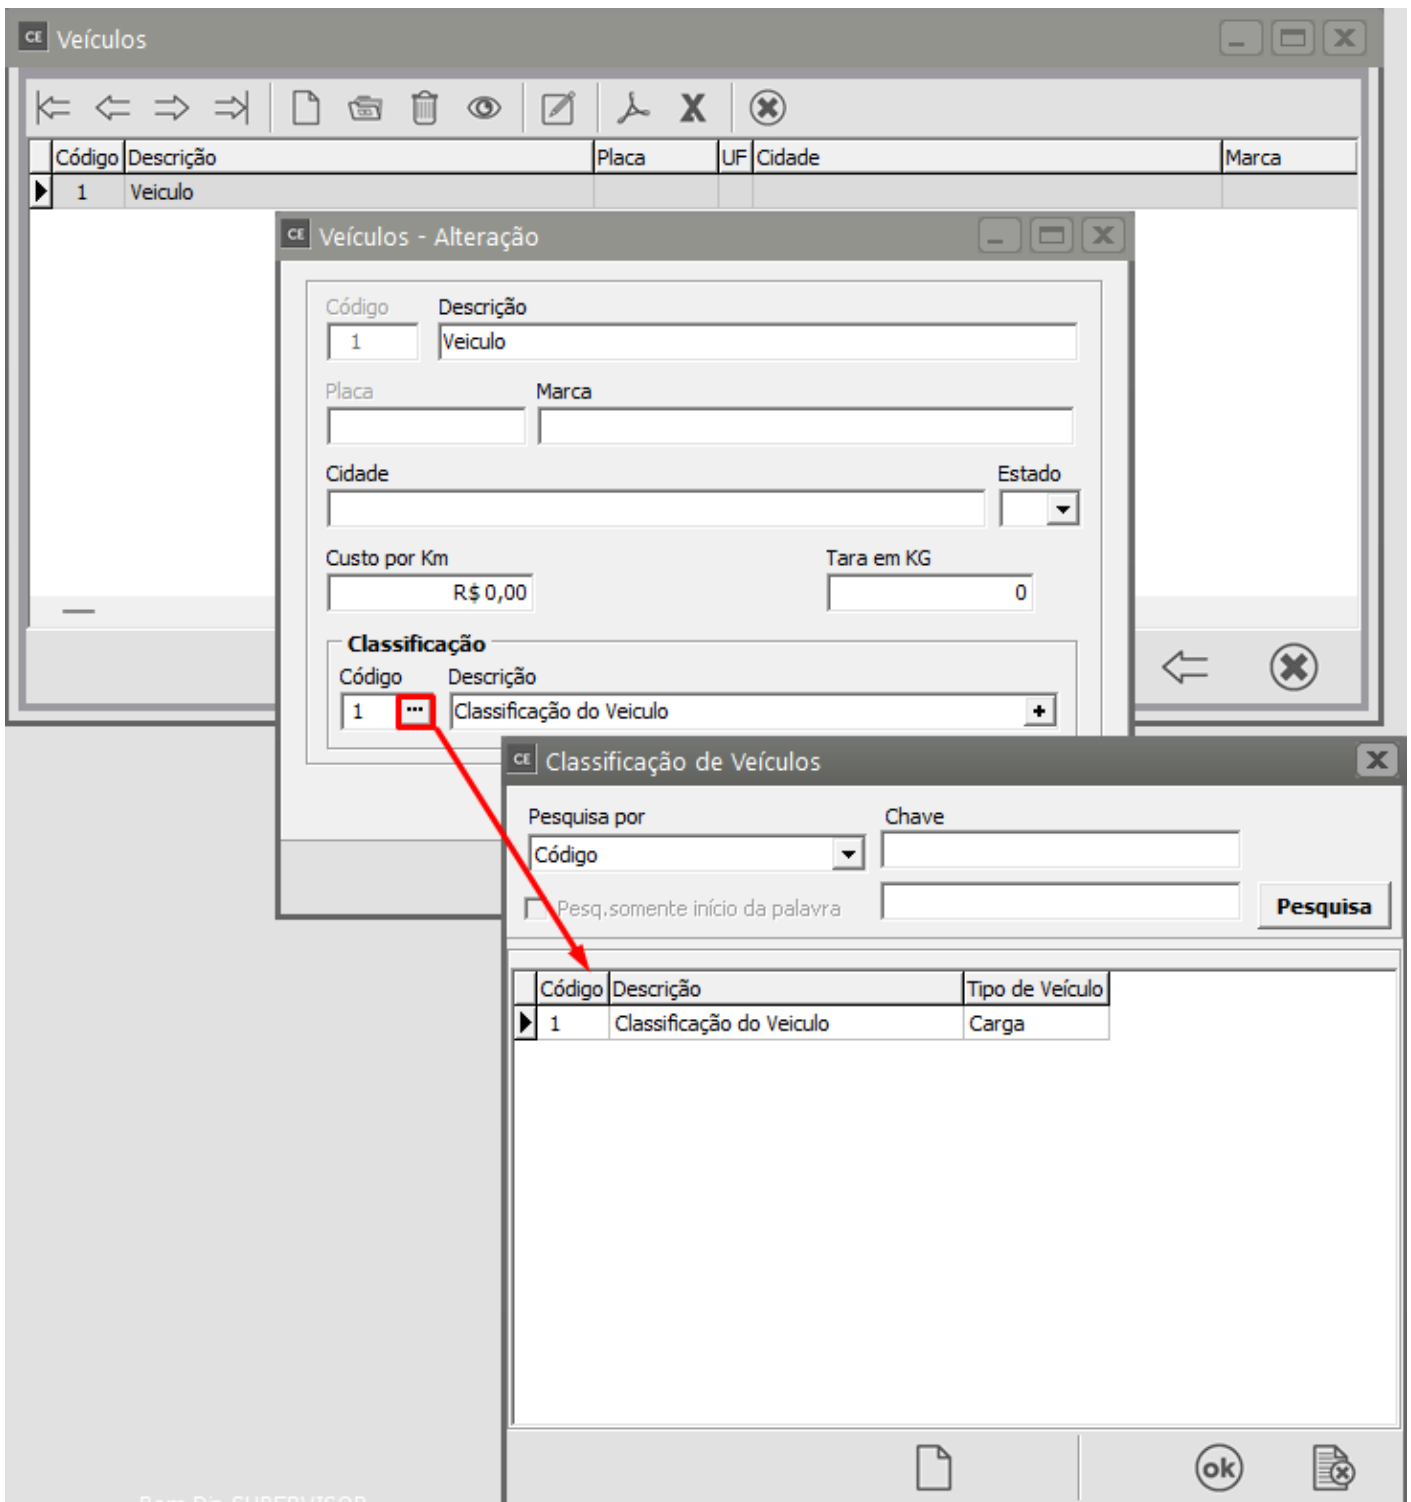 CE Veículos
Código Descrição Placa UF Cidade Marca
1 Veiculo
CE Veículos - Alteração
Código Descrição
1 Veiculo
Placa Marca
Cidade Estado
Custo por Km Tara em KG
R$ 0,00 0
Classificação
Código Descrição
1 ... Classificação do Veiculo +
CE Classificação de Veículos
Pesquisa por Chave
Código
Pesq.somente início da palavra Pesquisa
Código Descrição Tipo de Veículo
1 Classificação do Veiculo Carga
ok
SUPERVISOR